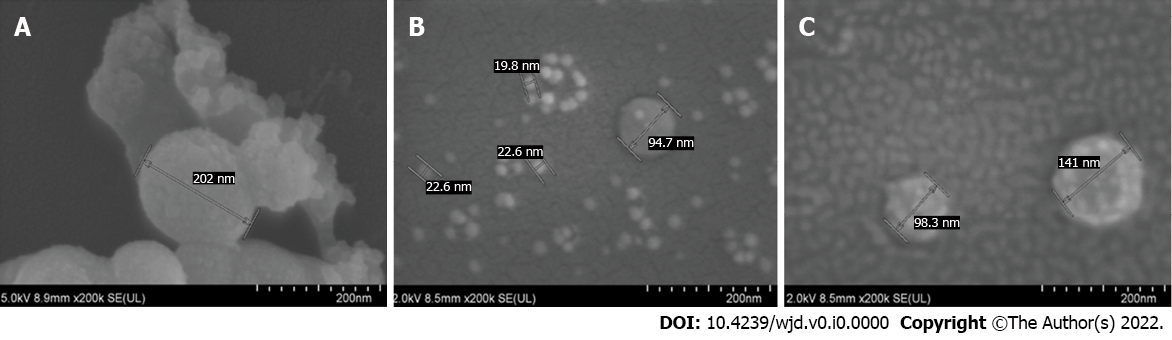 A
B
C
19.8 nm
94.7 nm
22.6 nm
22.6 nm
202 nm
141 nm
98.3 nm
5.0kV 8.9mm x200k SE(UL)
200nm
2.0kV 8.5mm x200k SE(UL)
200nm
2.0kV 8.5mm x200k SE(UL)
200nm
DOI: 10.4239/wjd.v0.i0.0000 Copyright ©The Author(s) 2022.